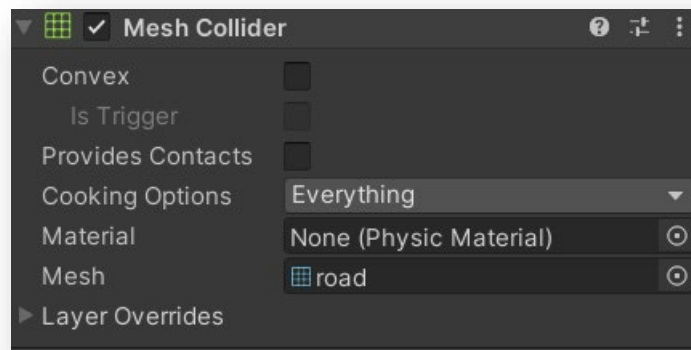 Mesh Collider
Convex
Is Trigger
Provides Contacts
Cooking Options Everything
Material None (Physic Material)
Mesh road
Layer Overrides